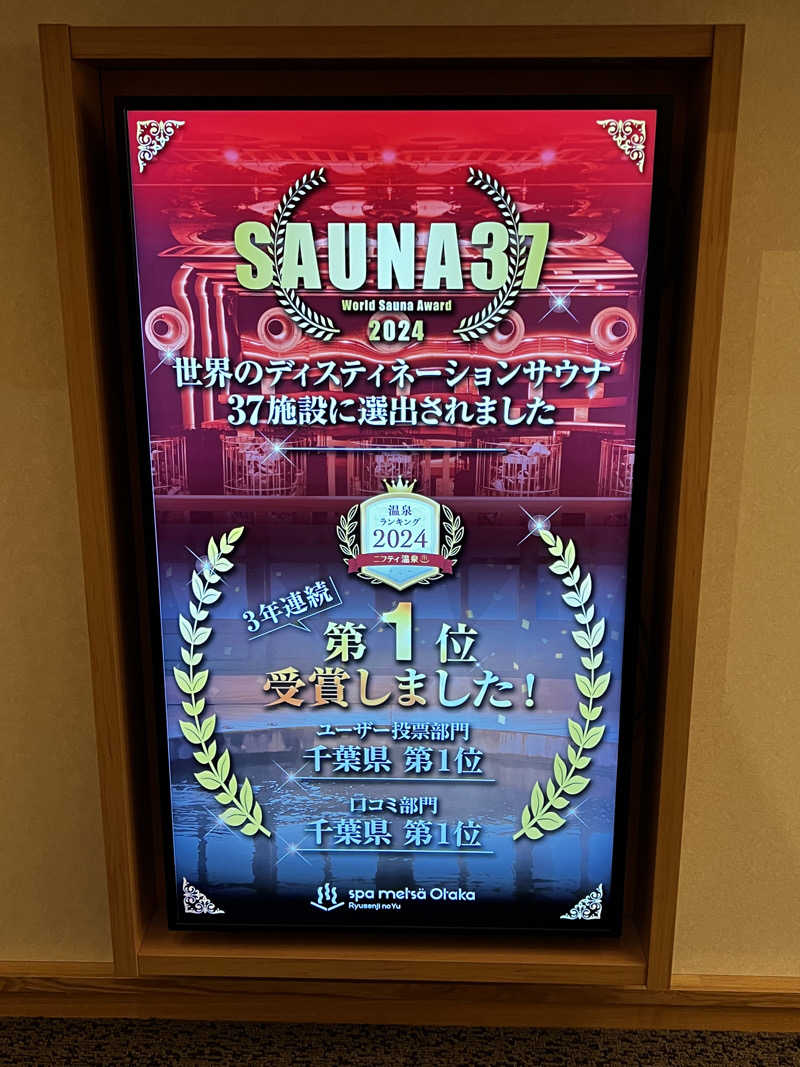 SAUNA37
World Sauna Award
2024
世界のディスティネーションサウナ
37施設に選出されました
温泉
ランキング
2024
ニフティ温泉
3年連続
第1位
受賞しました!
ユーザー投票部門
千葉県 第1位
口コミ部門
千葉県 第1位
spa metsä Otaka
Ryusenji no Yu